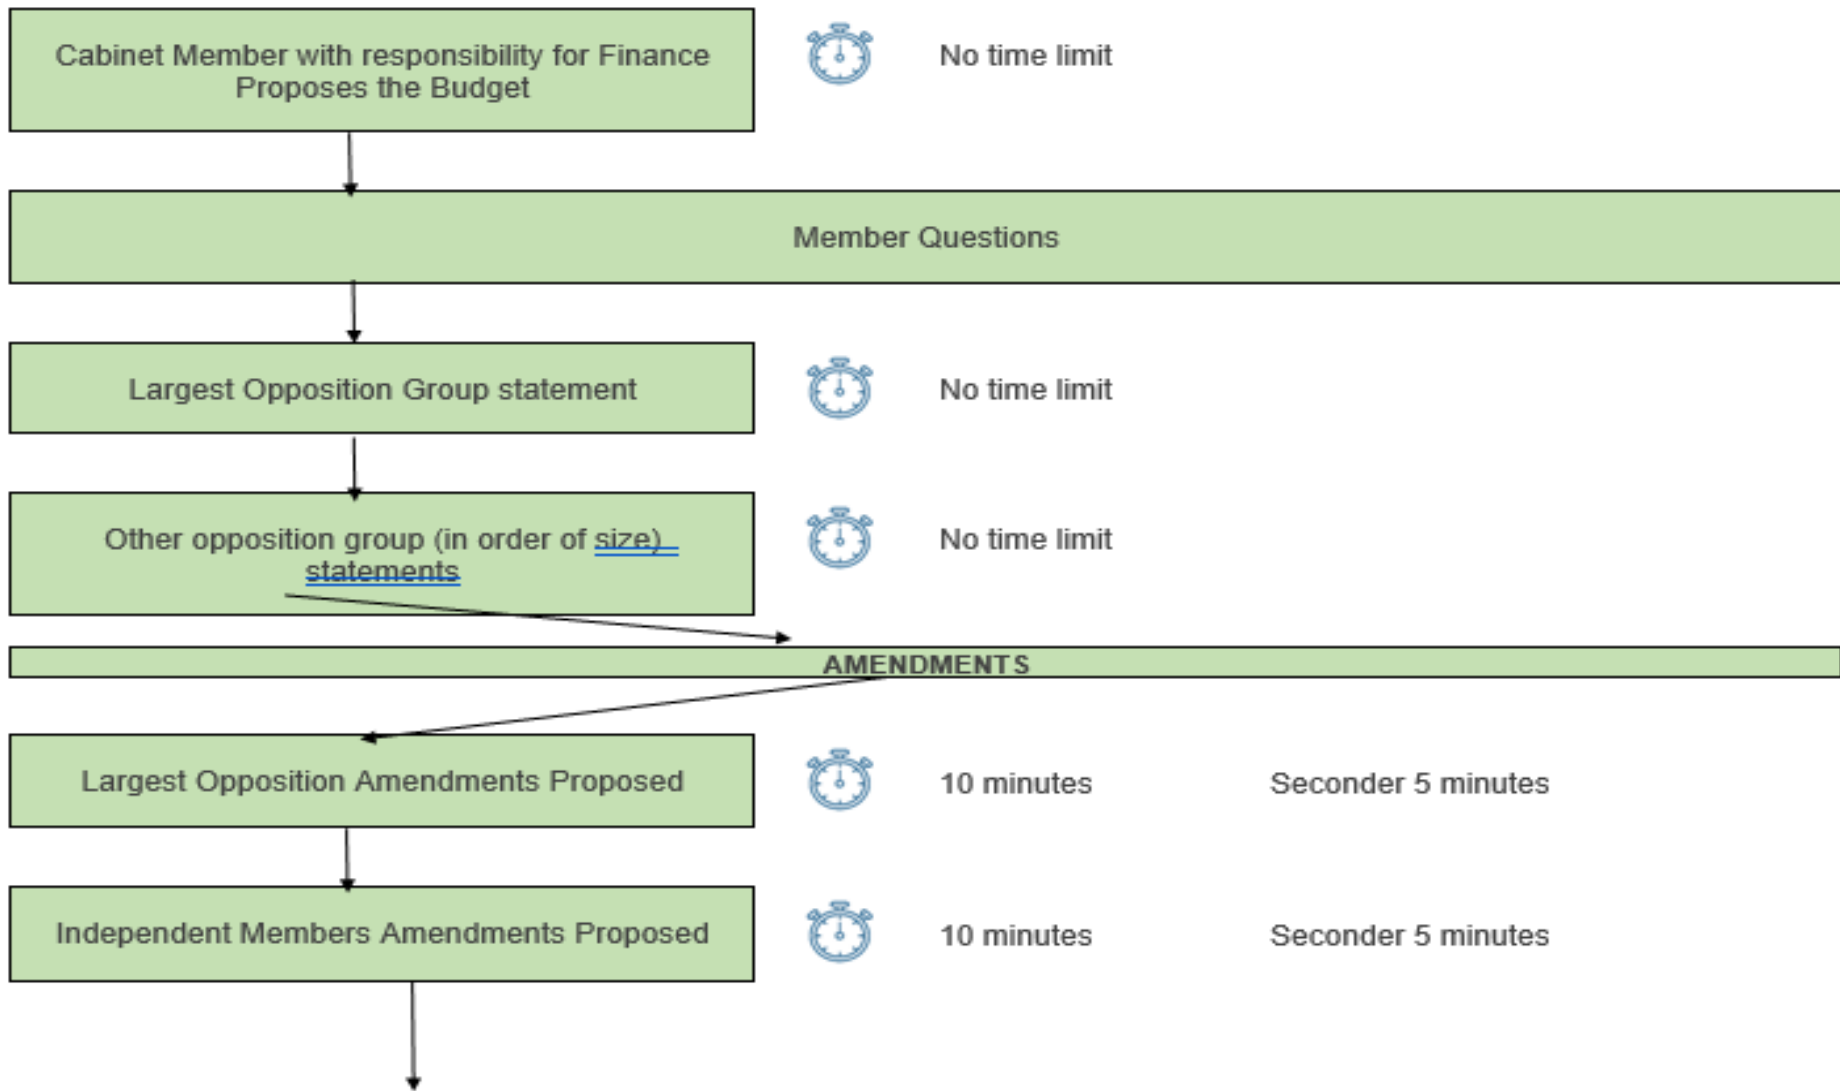 Cabinet Member with responsibility for Finance
Proposes the Budget
No time limit
Member Questions
Largest Opposition Group statement
No time limit
Other opposition group (in order of size)
statements
No time limit
AMENDMENTS
Largest Opposition Amendments Proposed
10 minutes
Seconder 5 minutes
Independent Members Amendments Proposed
10 minutes
Seconder 5 minutes